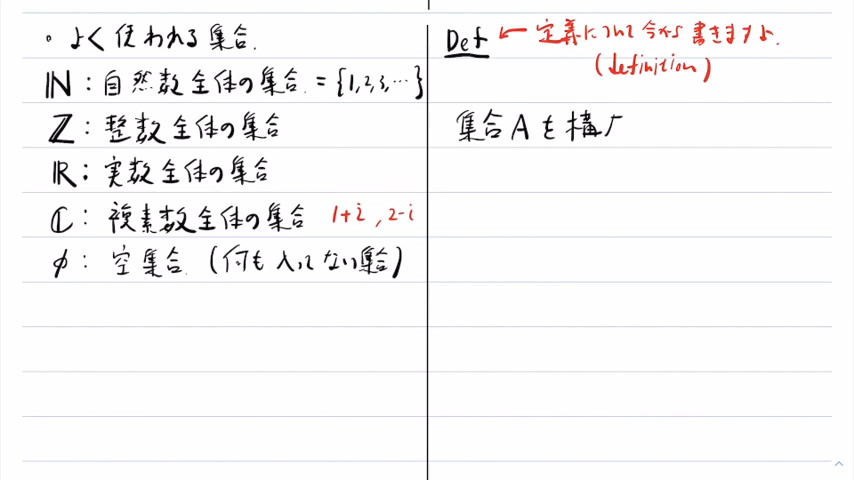 。よく使われる集合.
ℕ:自然数全体の集合. = {1,2,3,…}
ℤ:整数全体の集合
ℝ:実数全体の集合
ℂ:複素数全体の集合 1+i , 2-i
∅:空集合. (何も入ってない集合)
Def ← 定義について今から書きますよ.
(definition)
集合Aを構